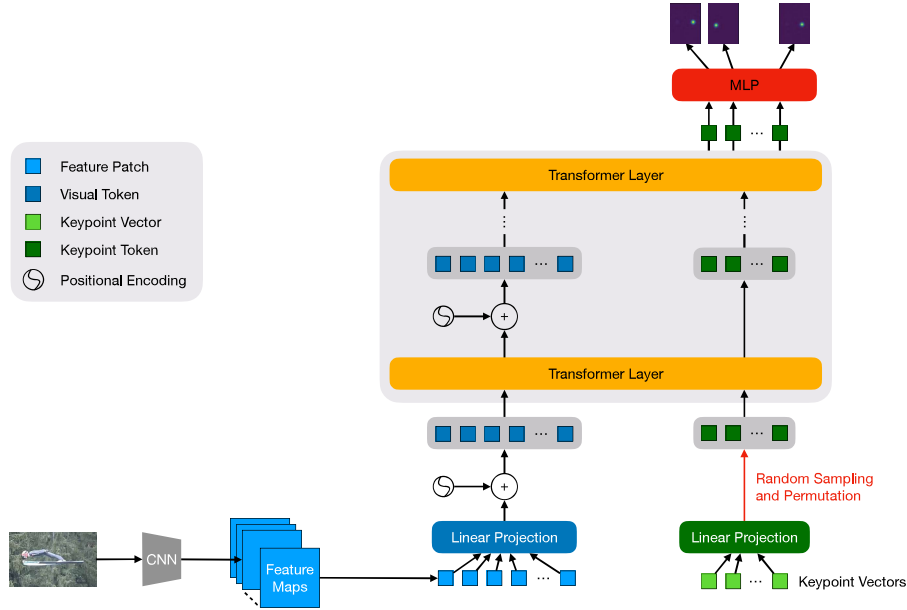 MLP
Transformer Layer
Feature Patch
Visual Token
Keypoint Vector
Keypoint Token
Positional Encoding
...
...
... ...
+
Transformer Layer
... ...
Random Sampling
and Permutation
+
CNN
Feature
Maps
Linear Projection
Linear Projection
... ...
Keypoint Vectors